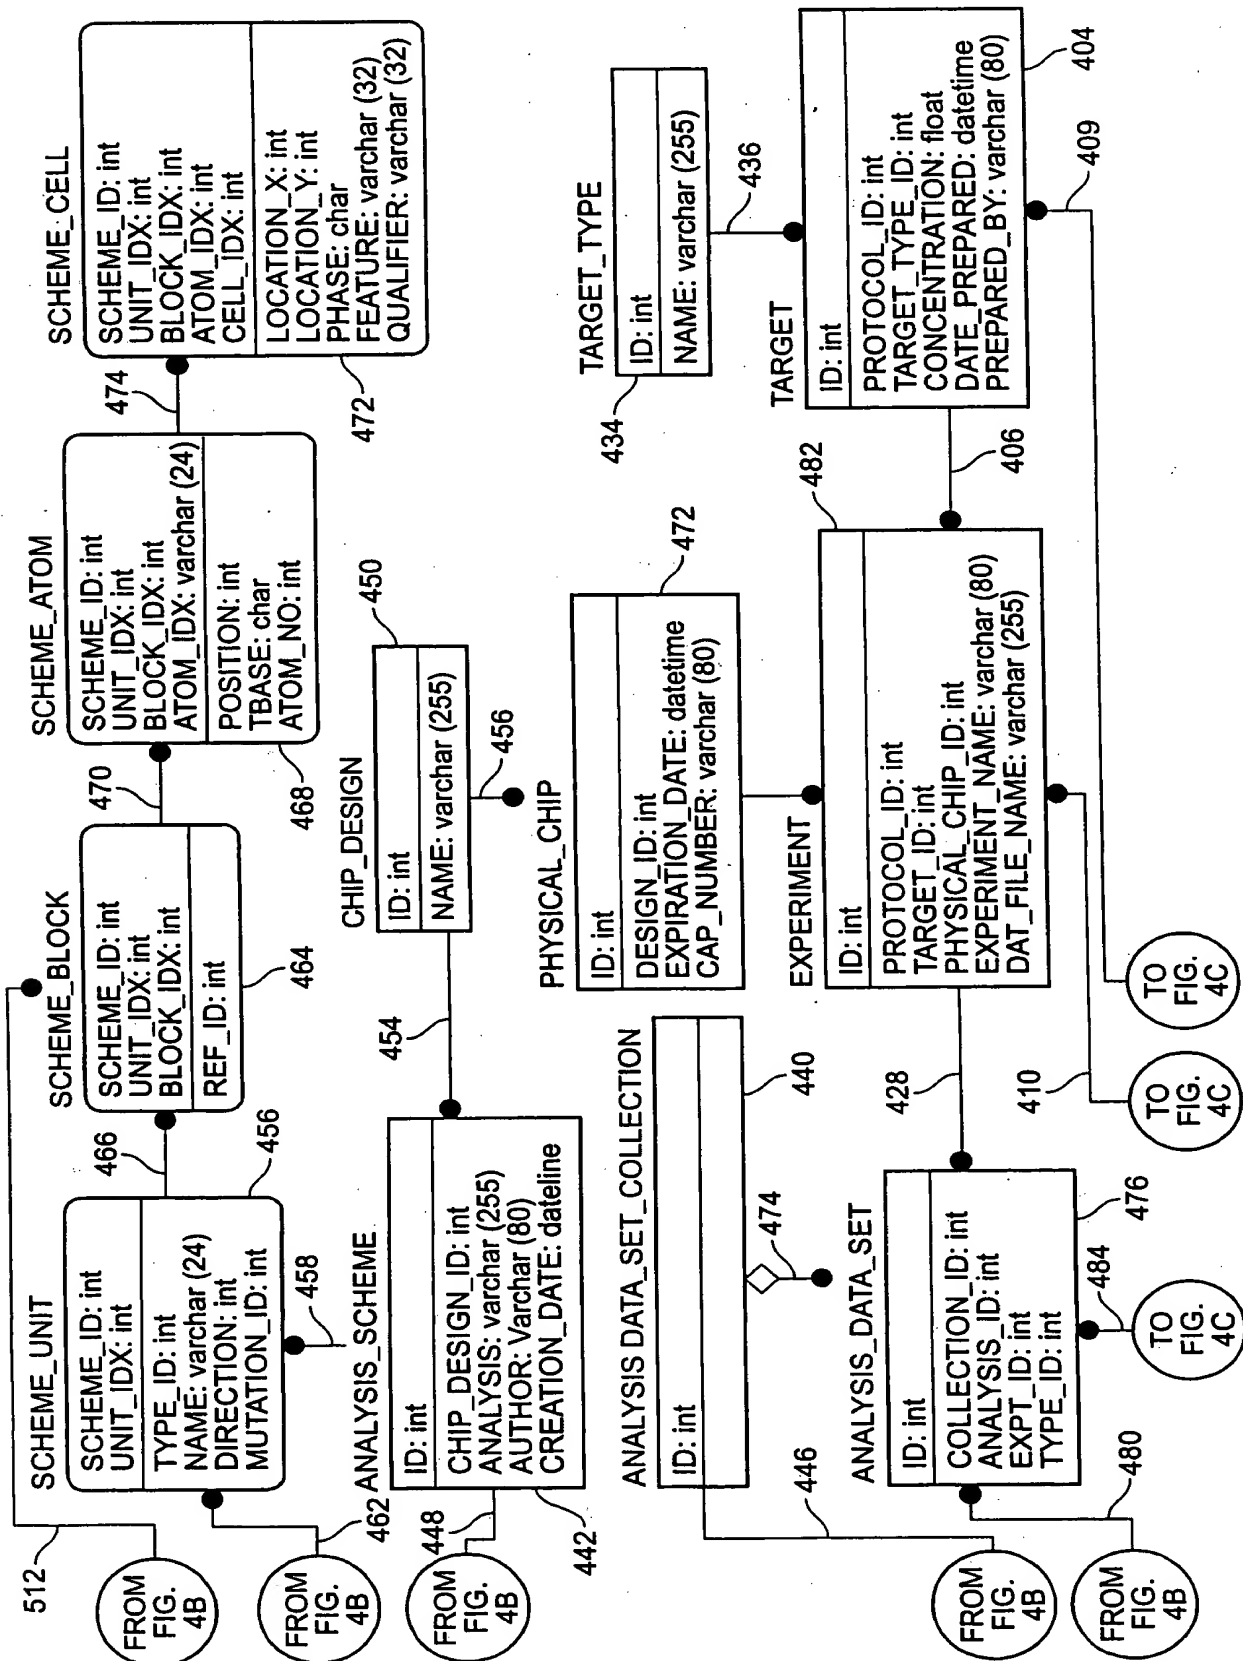 512
FROM
FIG.
4B
SCHEME_UNIT
SCHEME_ID: int
UNIT_IDX: int
TYPE_ID: int
NAME: varchar (24)
DIRECTION: int
MUTATION_ID: int
456
458
466
SCHEME_BLOCK
SCHEME_ID: int
UNIT_IDX: int
BLOCK_IDX: int
REF_ID: int
464
470
SCHEME_ATOM
SCHEME_ID: int
UNIT_IDX: int
BLOCK_IDX: int
ATOM_IDX: varchar (24)
POSITION: int
TBASE: char
ATOM_NO: int
468
474
SCHEME_CELL
SCHEME_ID: int
UNIT_IDX: int
BLOCK_IDX: int
ATOM_IDX: int
CELL_IDX: int
LOCATION_X: int
LOCATION_Y: int
PHASE: char
FEATURE: varchar (32)
QUALIFIER: varchar (32)
472
FROM
FIG.
4B
462
FROM
FIG.
4B
448
ANALYSIS_SCHEME
ID: int
CHIP_DESIGN_ID: int
ANALYSIS: varchar (255)
AUTHOR: Varchar (80)
CREATION_DATE: dateline
442
454
CHIP_DESIGN
ID: int
NAME: varchar (255)
450
456
PHYSICAL_CHIP
ID: int
DESIGN_ID: int
EXPIRATION_DATE: datetime
CAP_NUMBER: varchar (80)
472
TARGET_TYPE
ID: int
NAME: varchar (255)
434
436
ANALYSIS DATA_SET_COLLECTION
ID: int
440
446
474
FROM
FIG.
4B
ANALYSIS_DATA_SET
ID: int
COLLECTION_ID: int
ANALYSIS_ID: int
EXPT_ID: int
TYPE_ID: int
476
480
FROM
FIG.
4B
484
TO
FIG.
4C
428
EXPERIMENT
ID: int
PROTOCOL_ID: int
TARGET_ID: int
PHYSICAL_CHIP_ID: int
EXPERIMENT_NAME: varchar (80)
DAT_FILE_NAME: varchar (255)
482
410
TO
FIG.
4C
406
TARGET
ID: int
PROTOCOL_ID: int
TARGET_TYPE_ID: int
CONCENTRATION: float
DATE_PREPARED: datetime
PREPARED_BY: varchar (80)
404
409
TO
FIG.
4C